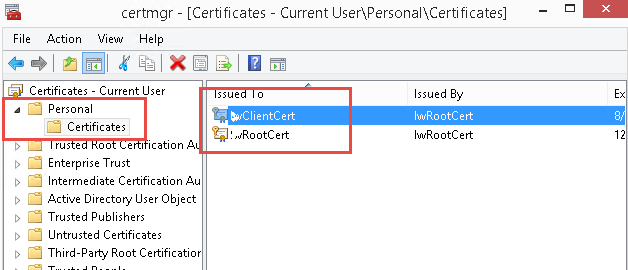 certmgr - [Certificates - Current User\Personal\Certificates]
File Action View Help
Certificates - Current User
Personal
Certificates
Trusted Root Certification Au
Enterprise Trust
Intermediate Certification Au
Active Directory User Object
Trusted Publishers
Untrusted Certificates
Third-Party Root Certification
Trusted People
Issued To Issued By Ex
wClientCert lwRootCert 8/
wRootCert lwRootCert 12